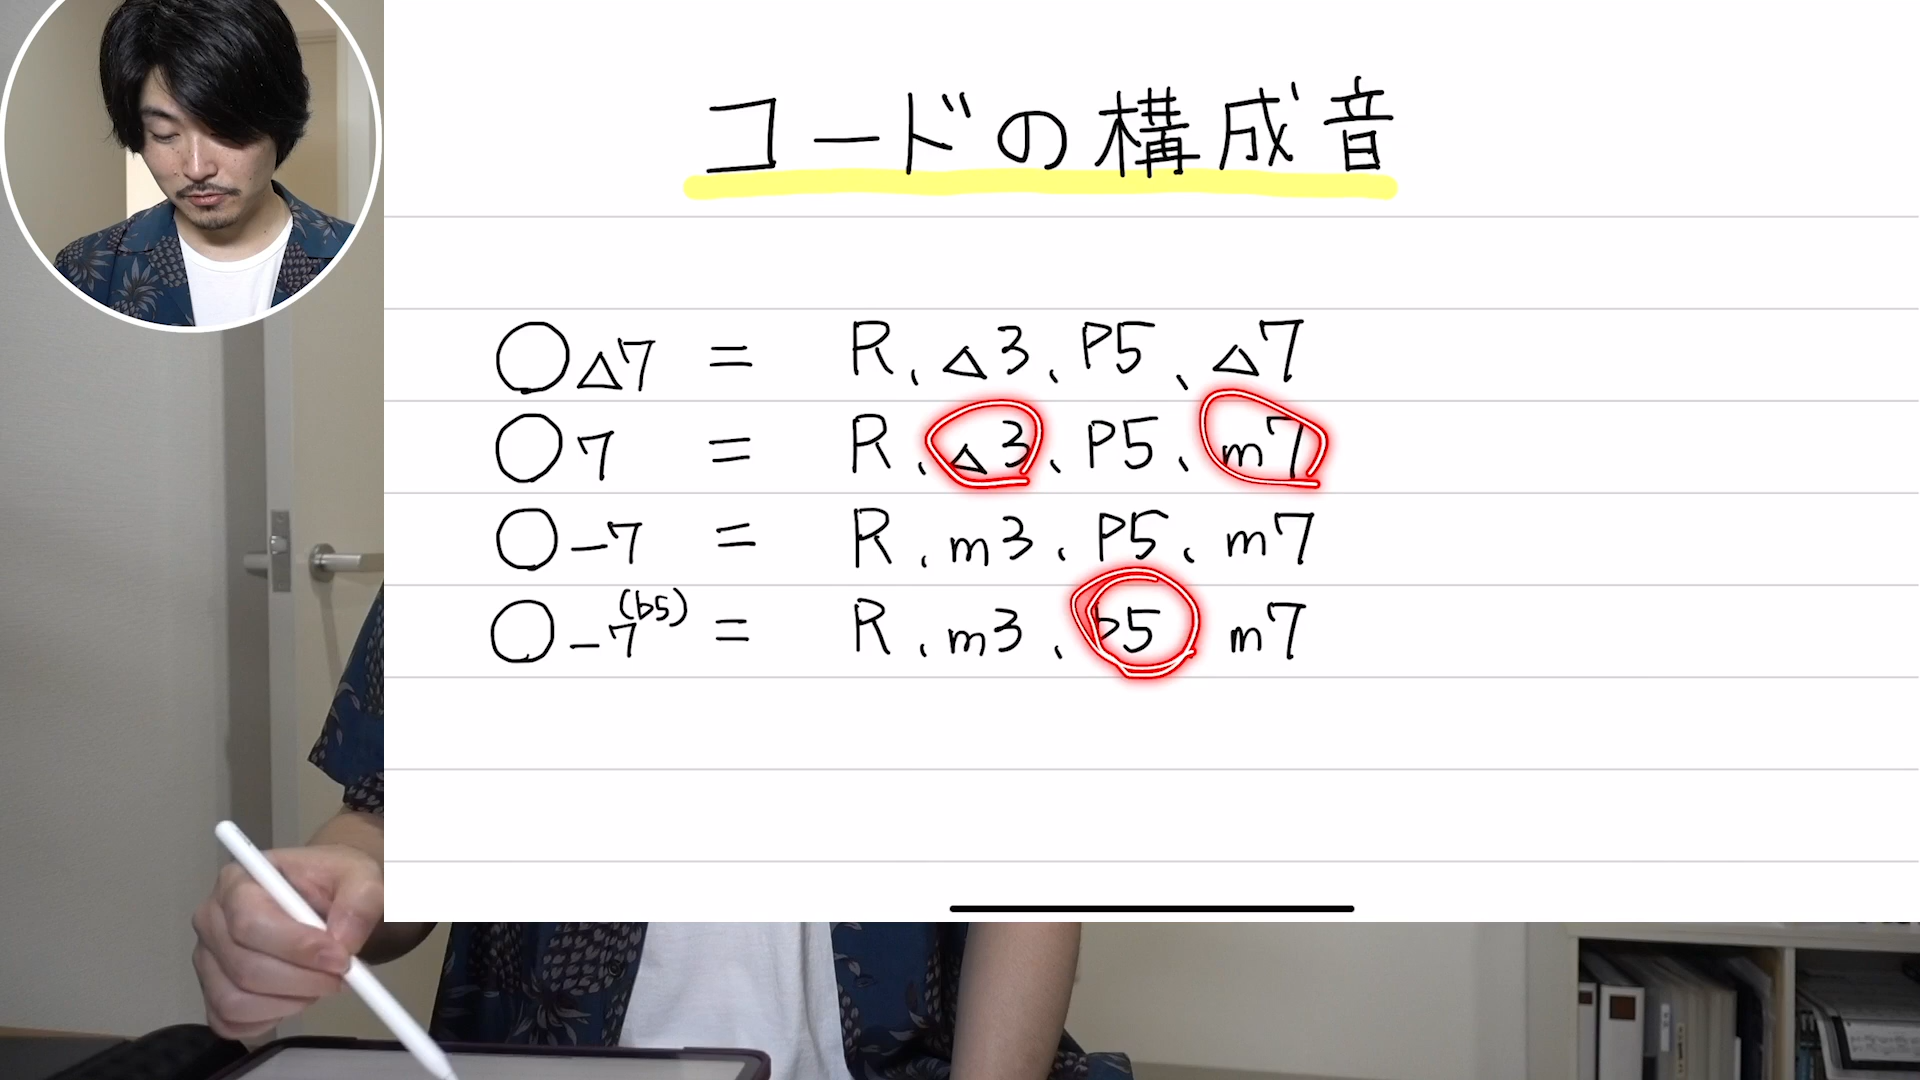 コードの構成音
○△7 = R、△3、P5、△7
○7 = R、△3、P5、m7
○-7 = R、m3、P5、m7
○-7(b5) = R、m3、b5 m7